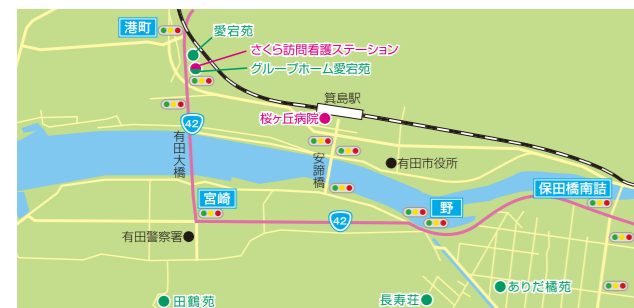 港町
愛宕苑
さくら訪問看護ステーション
グループホーム愛宕苑
箕島駅
桜ヶ丘病院
42
有田大橋
安諦橋
有田市役所
宮崎
野
保田橋南詰
42
有田警察署
田鶴苑
長寿荘
ありだ橘苑